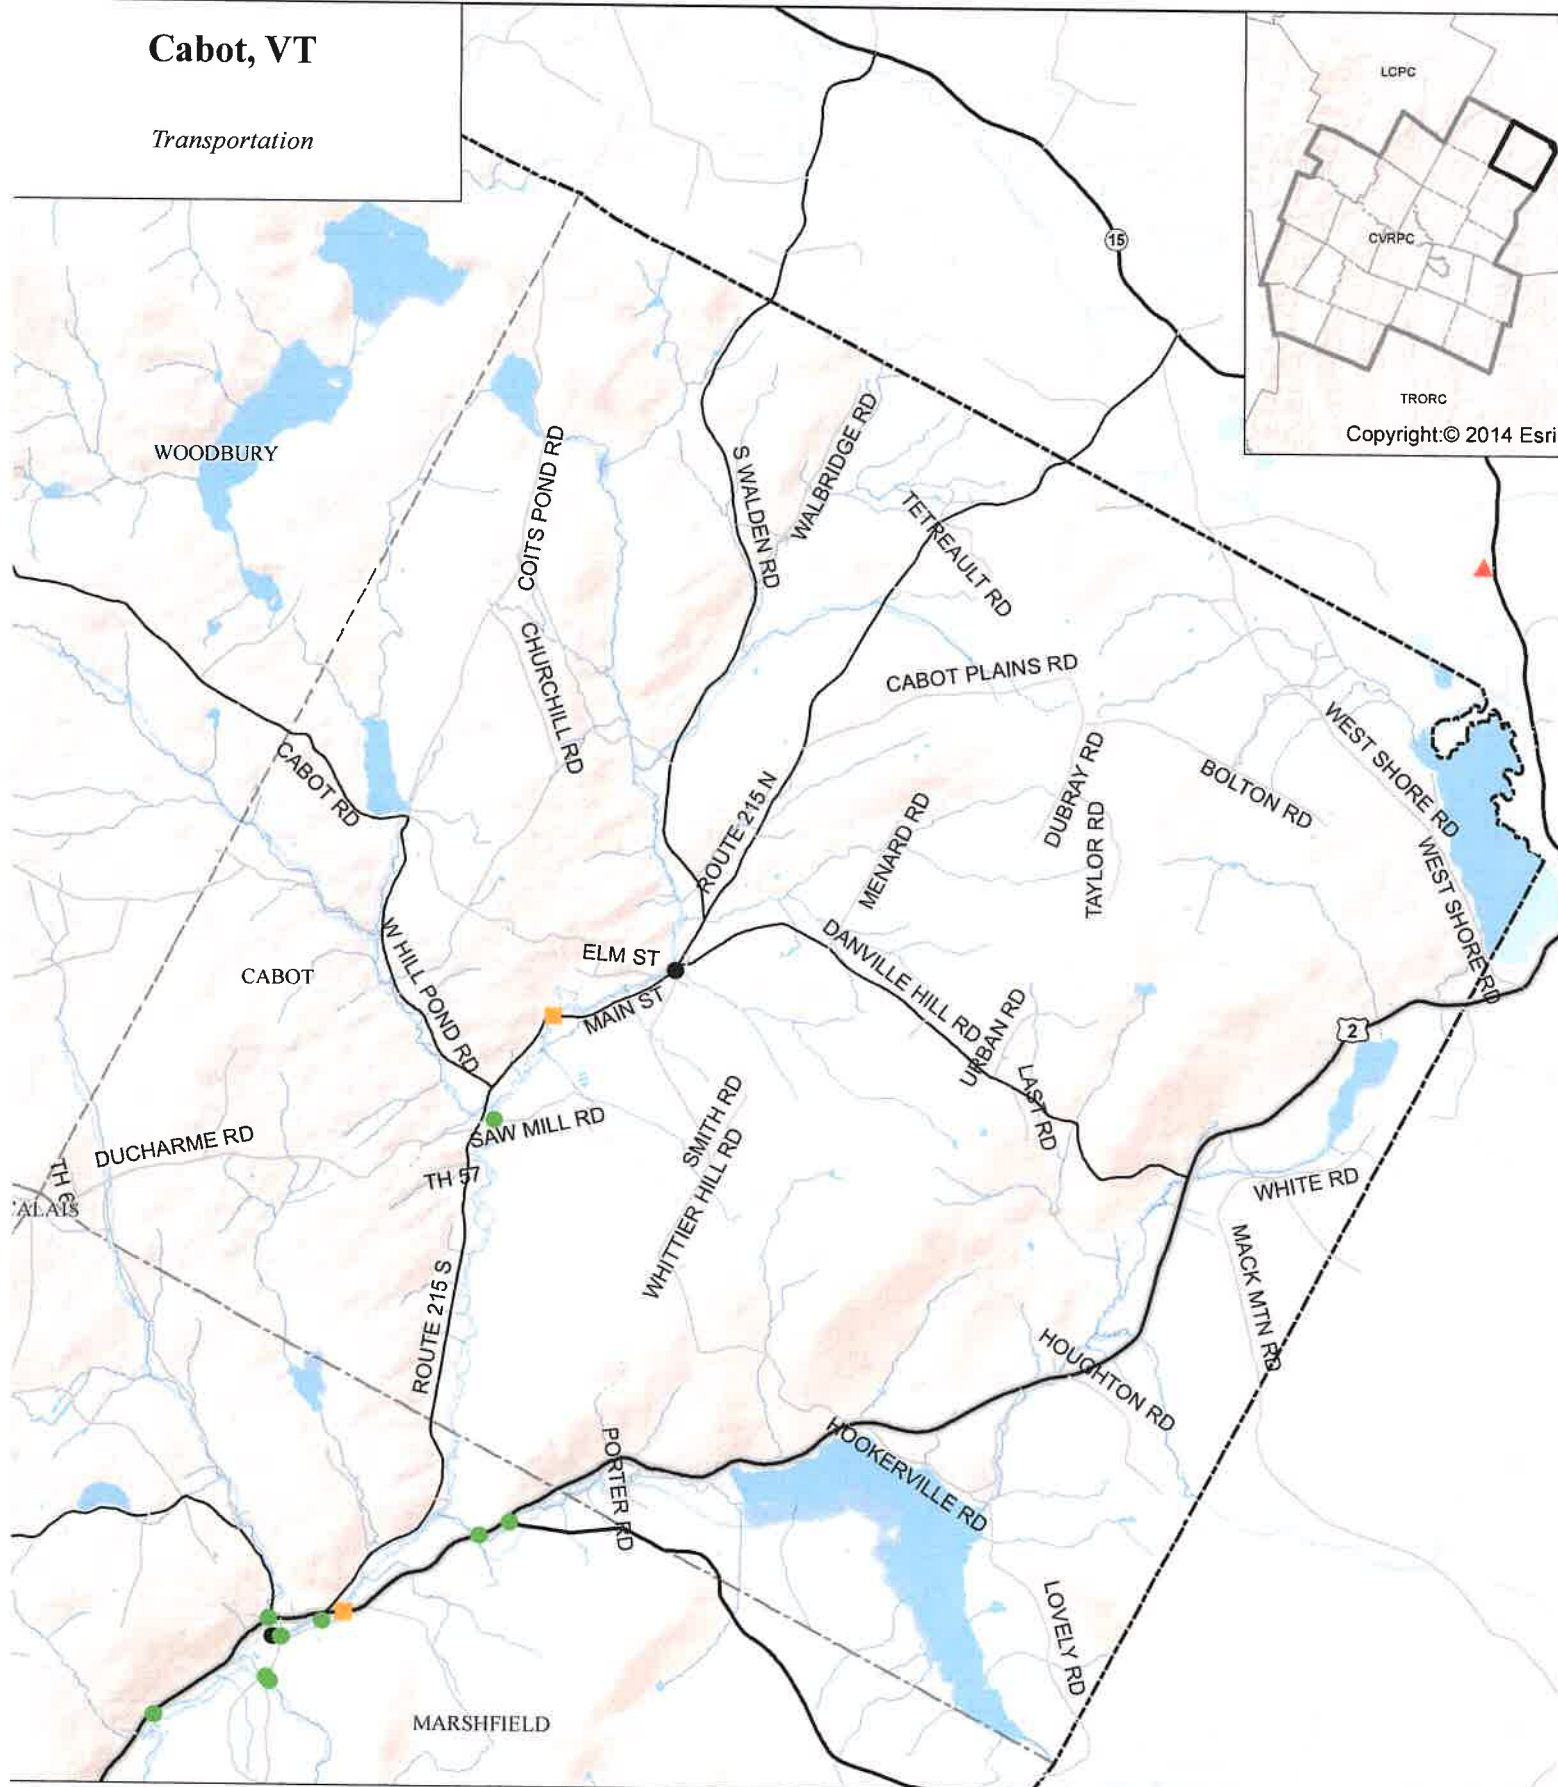 Cabot, VT
Transportation
LCPC
CVRPC
TRORC
Copyright:© 2014 Esri
15
WOODBURY
COITS POND RD
S WALDEN RD
WALBRIDGE RD
TETREAULT RD
CHURCHILL RD
CABOT PLAINS RD
CABOT RD
WEST SHORE RD
BOLTON RD
DUBRAY RD
ROUTE 215 N
MENARD RD
TAYLOR RD
WEST SHORE RD
W HILL POND RD
ELM ST
DANVILLE HILL RD
CABOT
MAIN ST
URBAN RD
2
LAST RD
SAW MILL RD
SMITH RD
DUCHARME RD
TH 57
WHITTIER HILL RD
WHITE RD
ALAIS
MACK MTN RD
ROUTE 215 S
HOUGHTON RD
HOOKERVILLE RD
PORTER RD
LOVELY RD
MARSHFIELD